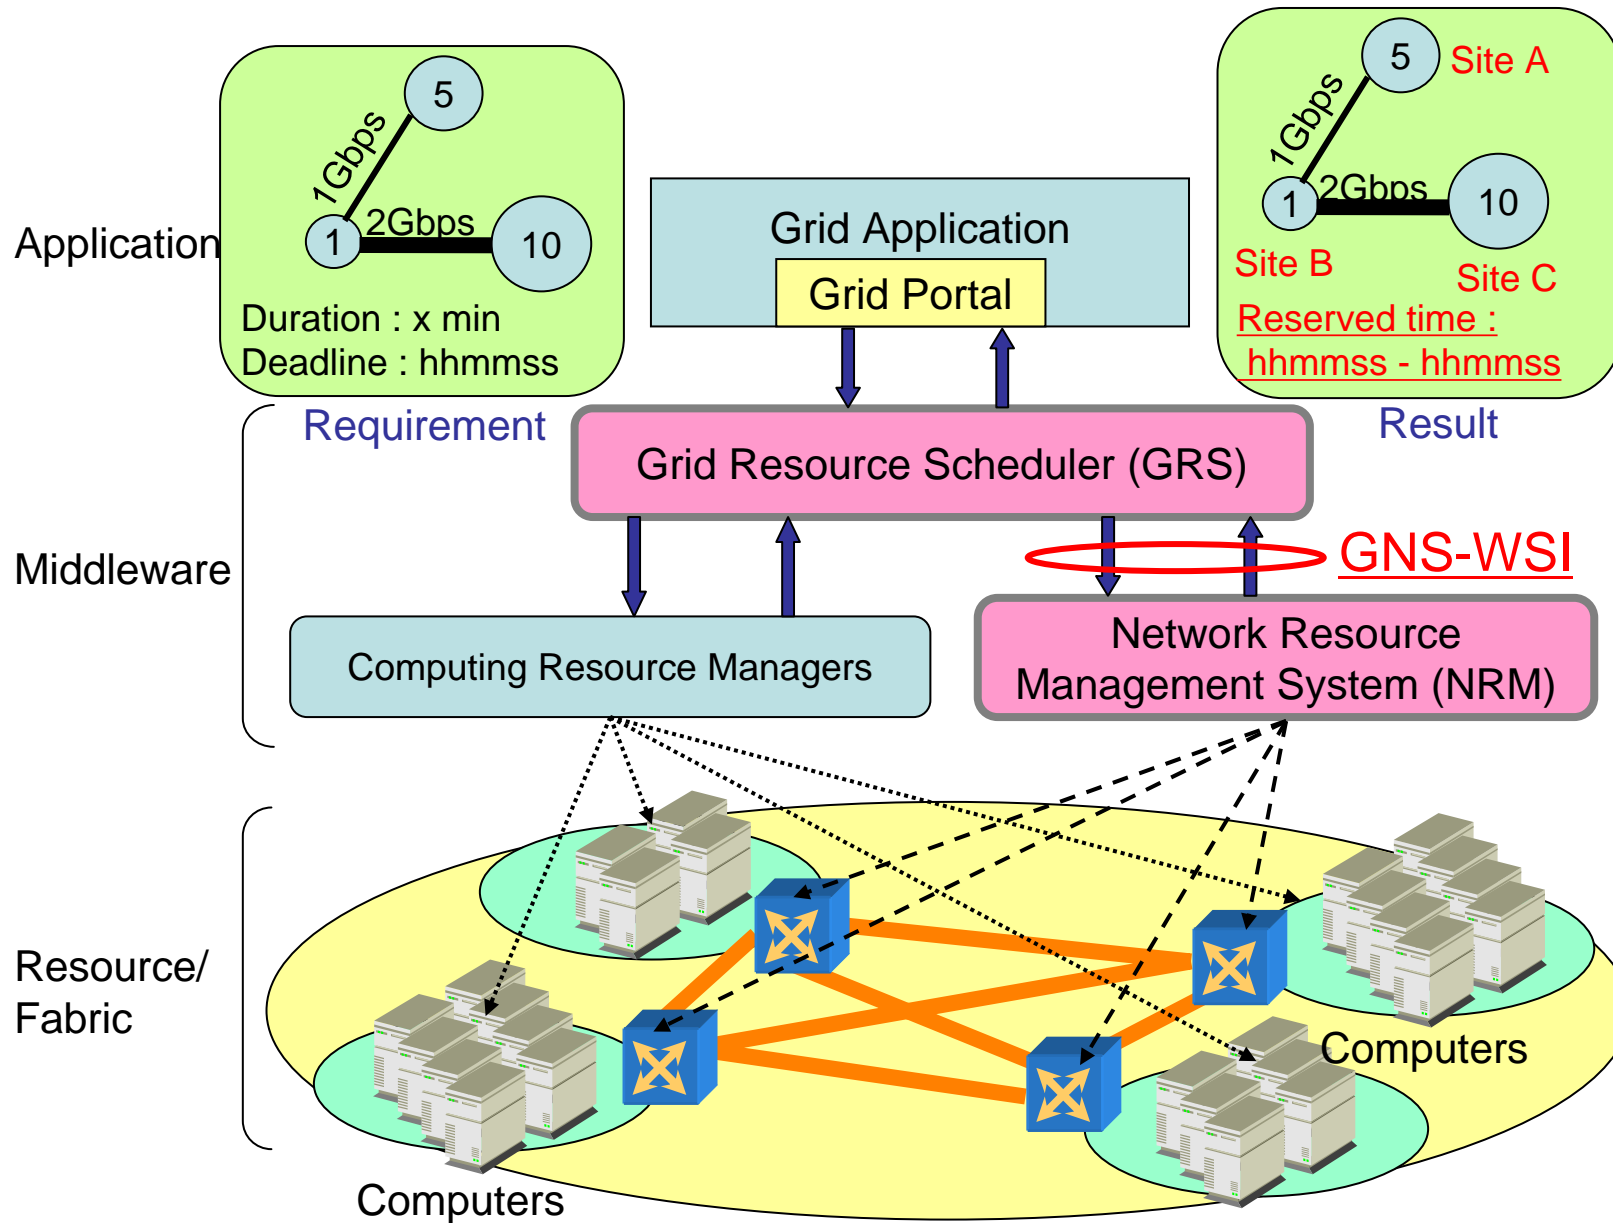 5
1Gbps
2Gbps
1
10
Duration : x min
Deadline : hhmmss
Requirement
Application
Grid Application
Grid Portal
5
Site A
1Gbps
2Gbps
1
10
Site B
Site C
Reserved time :
hhmmss - hhmmss
Result
Grid Resource Scheduler (GRS)
Middleware
GNS-WSI
Computing Resource Managers
Network Resource
Management System (NRM)
Resource/
Fabric
Computers
Computers